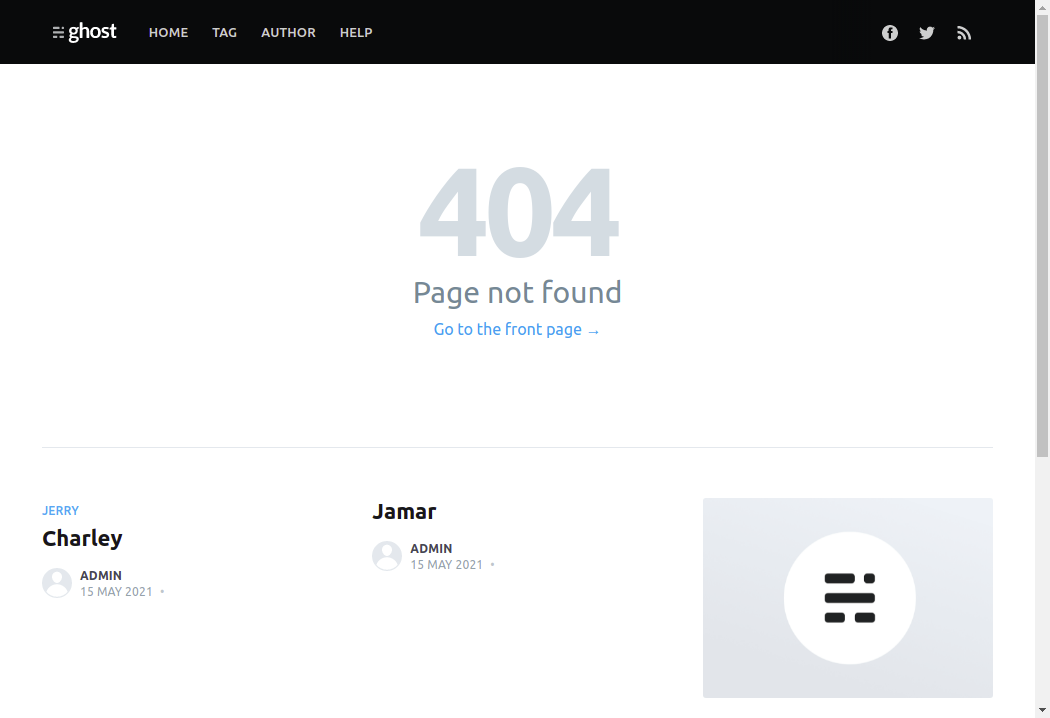 ghost HOME TAG AUTHOR HELP
404
Page not found
Go to the front page →
JERRY
Charley
ADMIN
15 MAY 2021 •
Jamar
ADMIN
15 MAY 2021 •